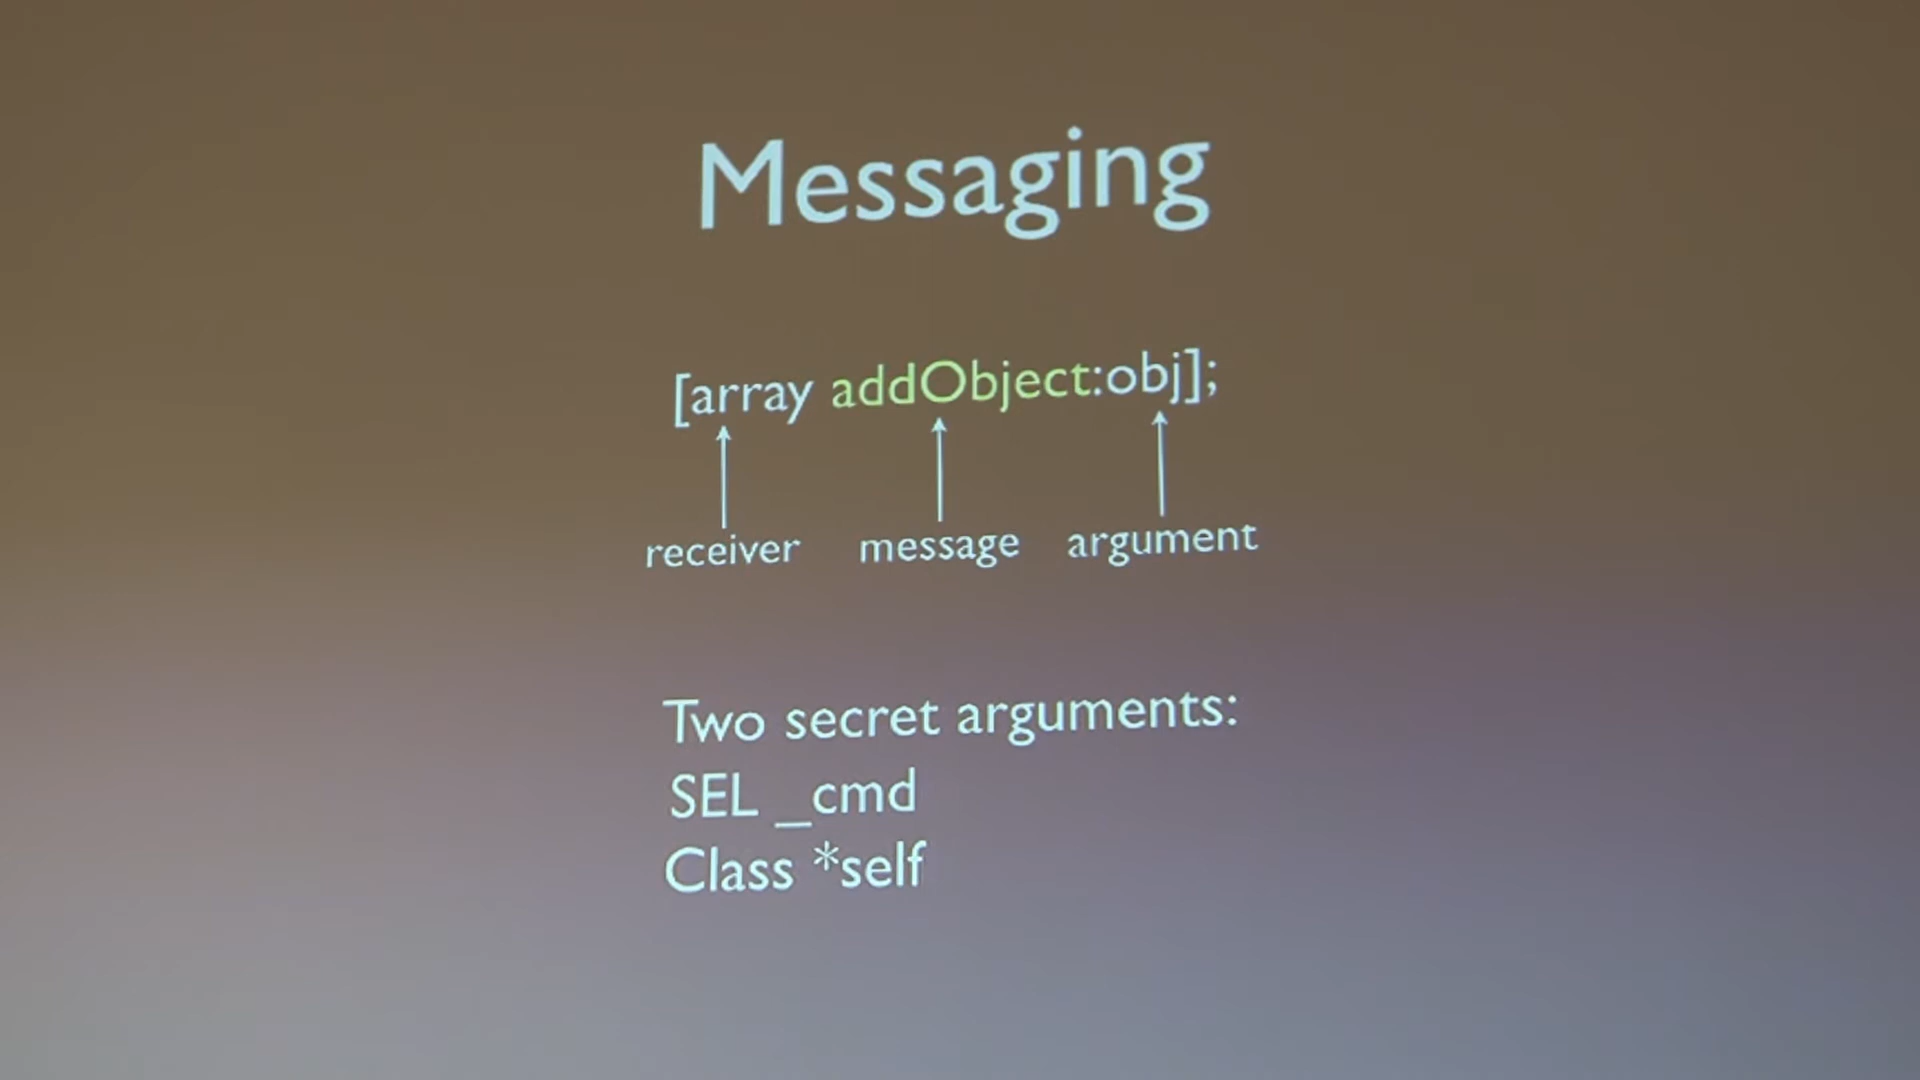 Messaging
[array addObject:obj];
receiver message argument
Two secret arguments:
SEL _cmd
Class *self